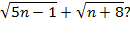 √(5n − 1) + √(n + 8)?